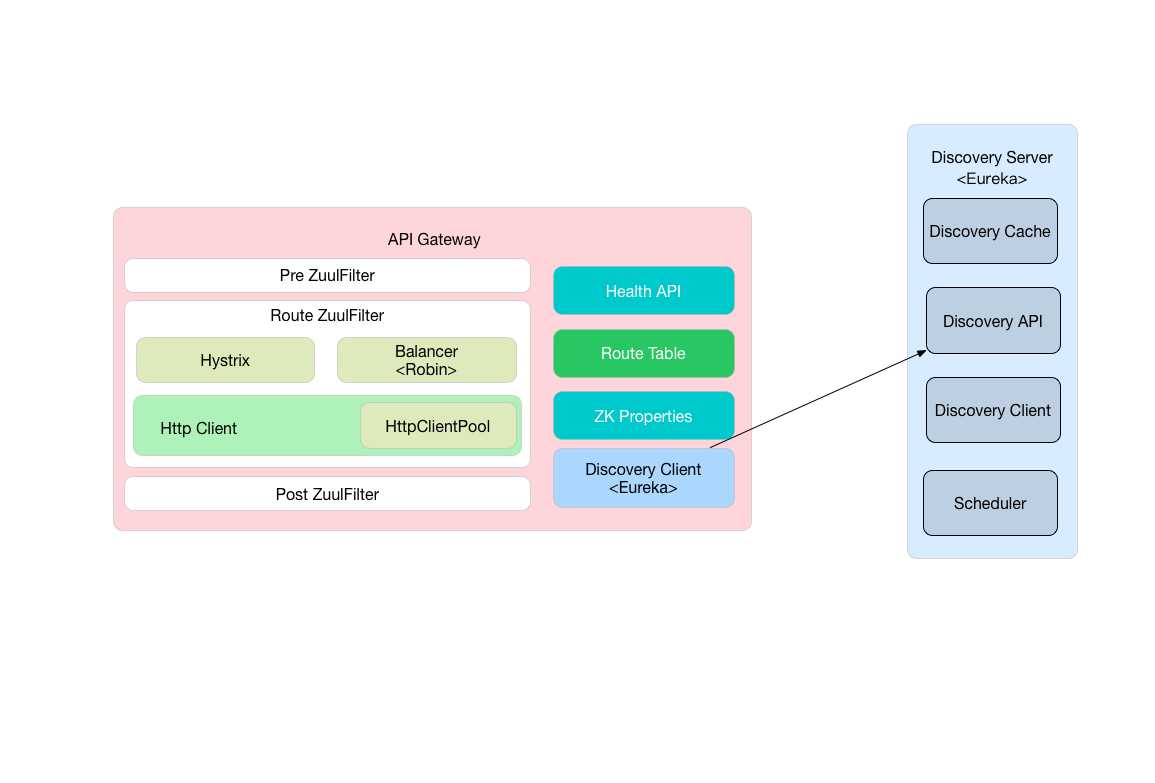 API Gateway
Pre ZuulFilter
Route ZuulFilter
Hystrix
Balancer
<Robin>
Http Client
HttpClientPool
Post ZuulFilter
Health API
Route Table
ZK Properties
Discovery Client
<Eureka>
Discovery Server
<Eureka>
Discovery Cache
Discovery API
Discovery Client
Scheduler